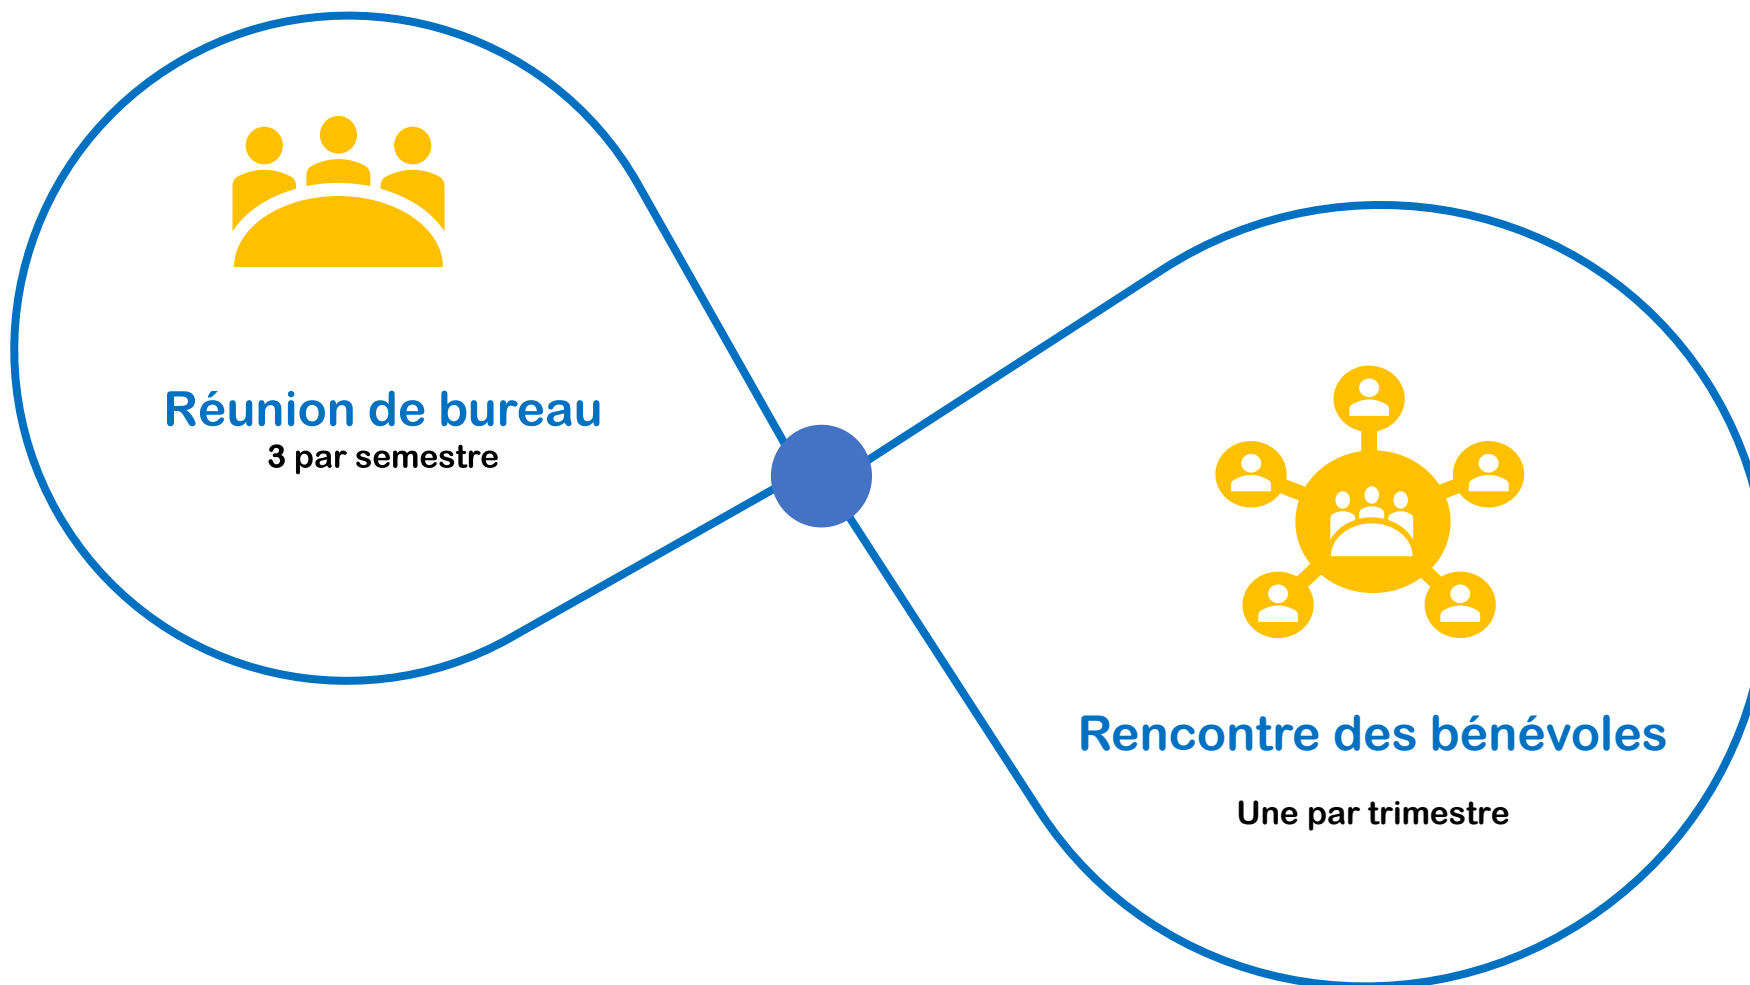 Réunion de bureau
3 par semestre
Rencontre des bénévoles
Une par trimestre